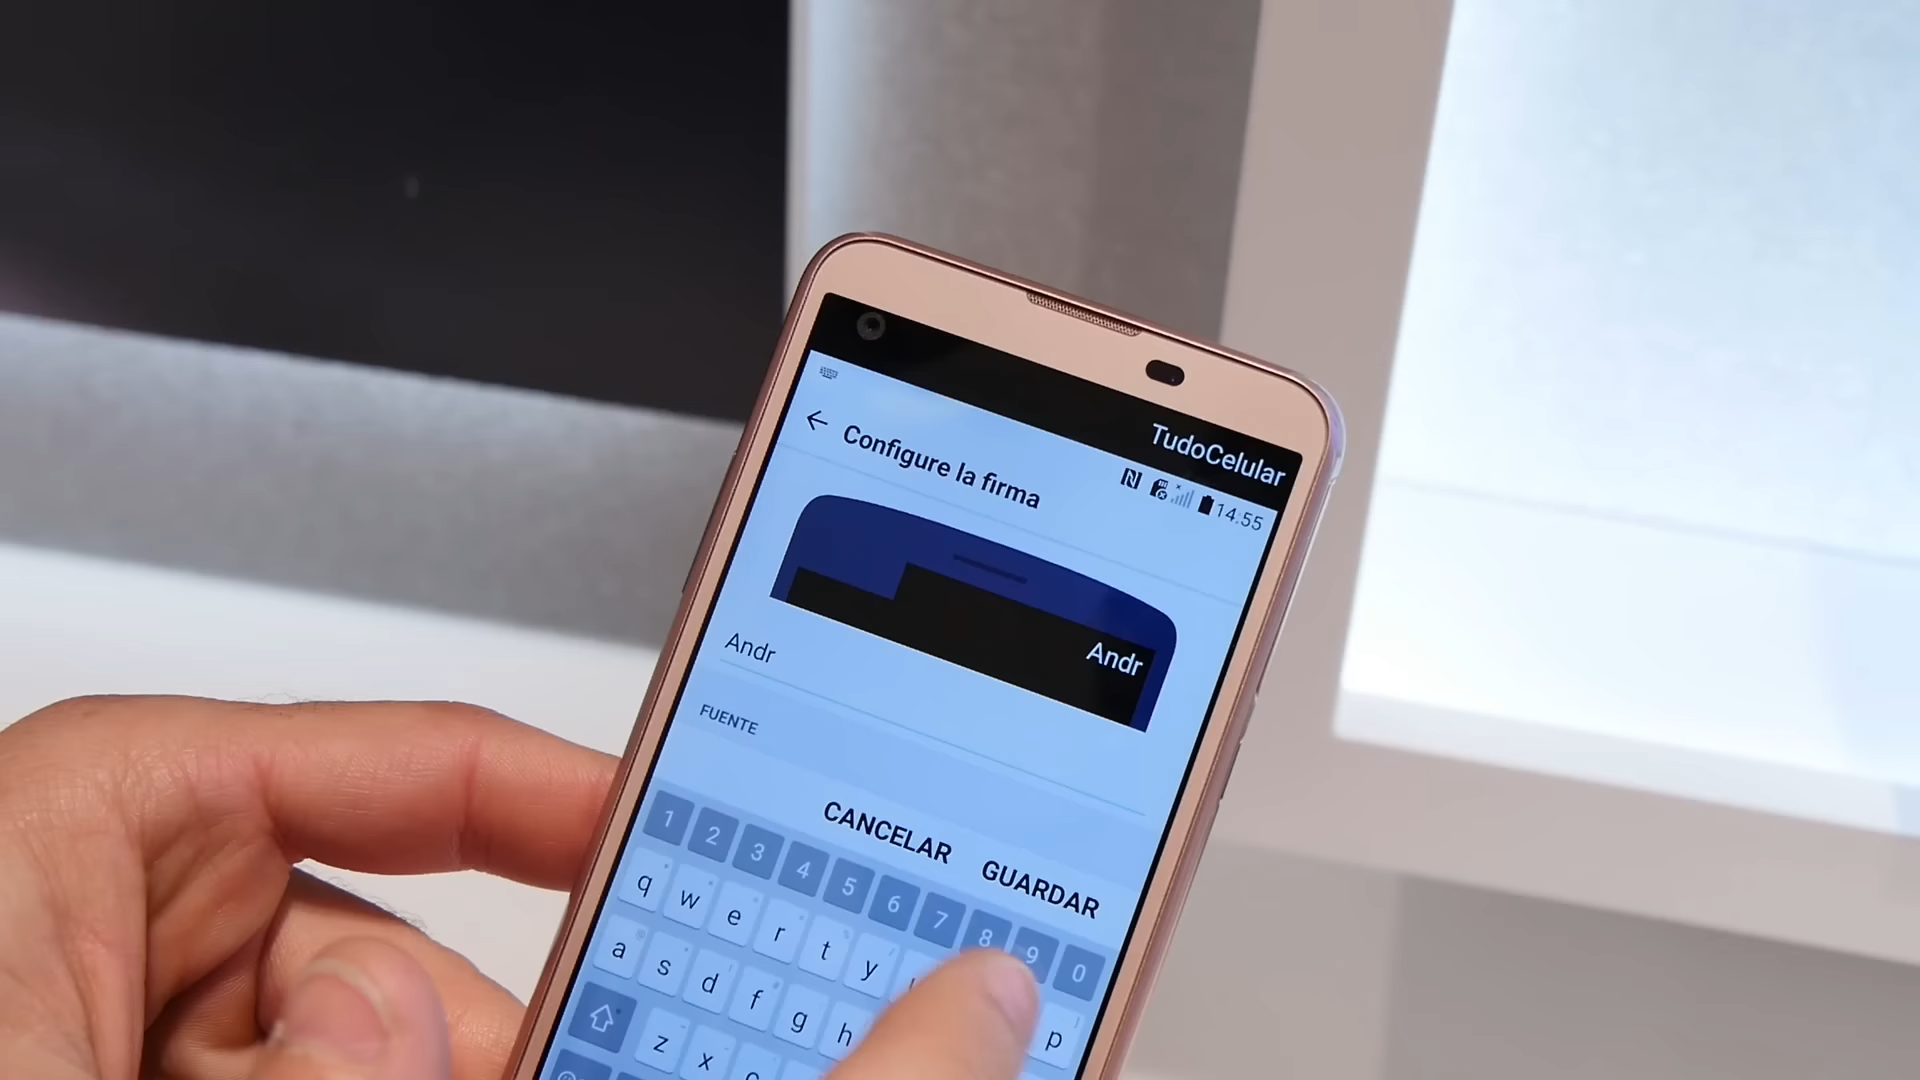 TudoCelular
14:55
Configure la firma
Andr
Andr
FUENTE
CANCELAR GUARDAR
1 2 3 4 5 6 7 8 9 0
q w e r t y p
a s d f g h
z x